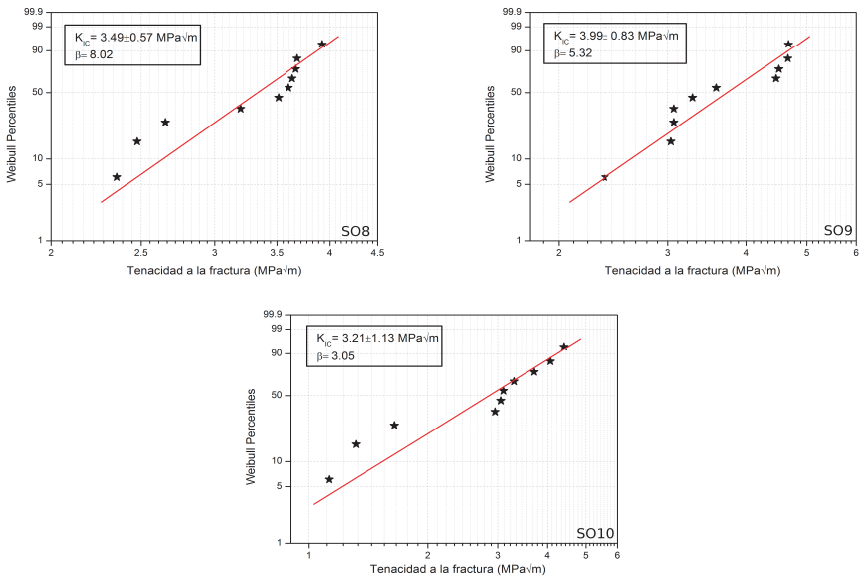 99.9
99
90
50
10
5
1
Weibull Percentiles
K_IC= 3.49±0.57 MPa√m
β= 8.02
SO8
2 2.5 3 3.5 4 4.5
Tenacidad a la fractura (MPa√m)
99.9
99
90
50
10
5
1
Weibull Percentiles
K_IC= 3.99± 0.83 MPa√m
β= 5.32
SO9
2 3 4 5 6
Tenacidad a la fractura (MPa√m)
99.9
99
90
50
10
5
1
Weibull Percentiles
K_IC= 3.21±1.13 MPa√m
β= 3.05
SO10
1 2 3 4 5 6
Tenacidad a la fractura (MPa√m)